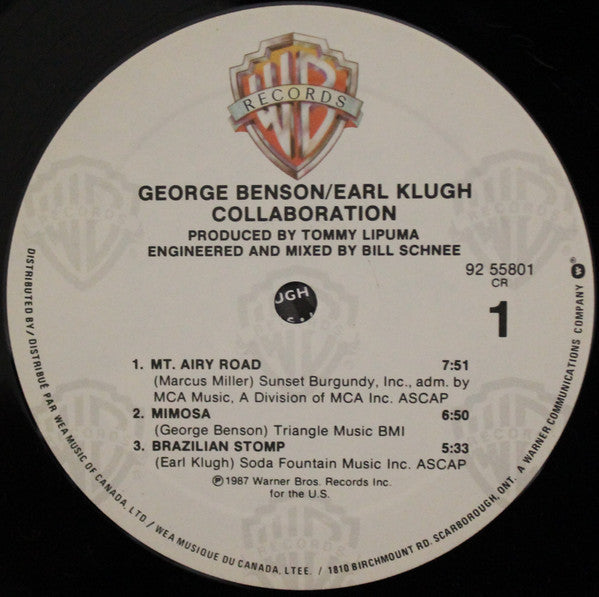 WB
RECORDS
GEORGE BENSON/EARL KLUGH
COLLABORATION
PRODUCED BY TOMMY LIPUMA
ENGINEERED AND MIXED BY BILL SCHNEE
92 55801
CR
1
JGH
1. MT. AIRY ROAD 7:51
(Marcus Miller) Sunset Burgundy, Inc., adm. by
MCA Music, A Division of MCA Inc. ASCAP
2. MIMOSA 6:50
(George Benson) Triangle Music BMI
3. BRAZILIAN STOMP 5:33
(Earl Klugh) Soda Fountain Music Inc. ASCAP
℗1987 Warner Bros. Records Inc.
for the U.S.
DISTRIBUTED BY/DISTRIBUÉ PAR WEA MUSIC OF CANADA, LTD./WEA MUSIQUE DU CANADA, LTEE. / 1810 BIRCHMOUNT RD. SCARBOROUGH, ONT. A WARNER COMMUNICATIONS COMPANY